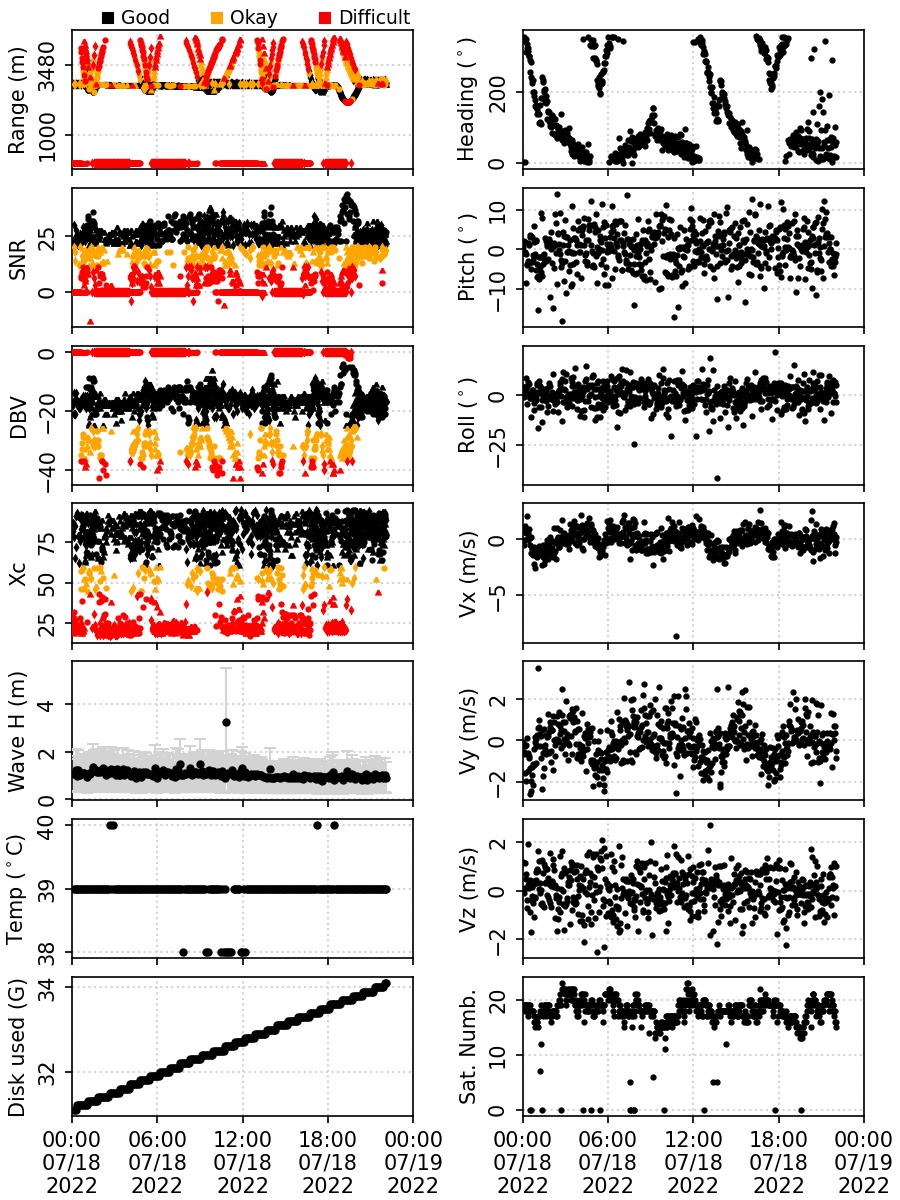 Good Okay Difficult
Range (m)
3480
1000
Heading (°)
200
0
SNR
25
0
Pitch (°)
10
0
−10
DBV
0
−20
−40
Roll (°)
0
−25
Xc
75
50
25
Vx (m/s)
0
−5
Wave H (m)
4
2
0
Vy (m/s)
2
0
−2
Temp (°C)
40
39
38
Vz (m/s)
2
0
−2
Disk used (G)
34
32
Sat. Numb.
20
10
0
00:00 06:00 12:00 18:00 00:00
07/18 07/18 07/18 07/18 07/19
2022 2022 2022 2022 2022
00:00 06:00 12:00 18:00 00:00
07/18 07/18 07/18 07/18 07/19
2022 2022 2022 2022 2022